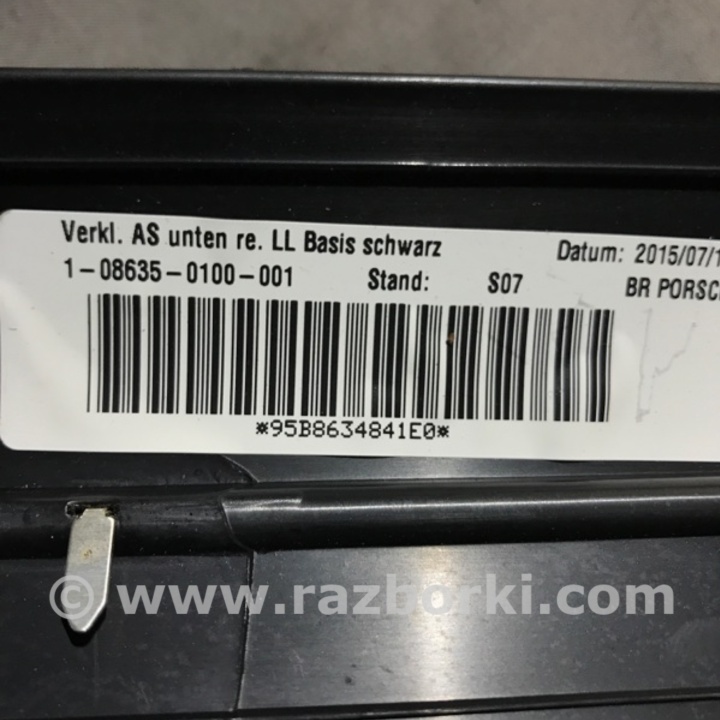 Verkl. AS unten re. LL Basis schwarz Datum: 2015/07/1
1-08635-0100-001 Stand: S07 BR PORSC
*95B8634841E0*
© www.razborki.com